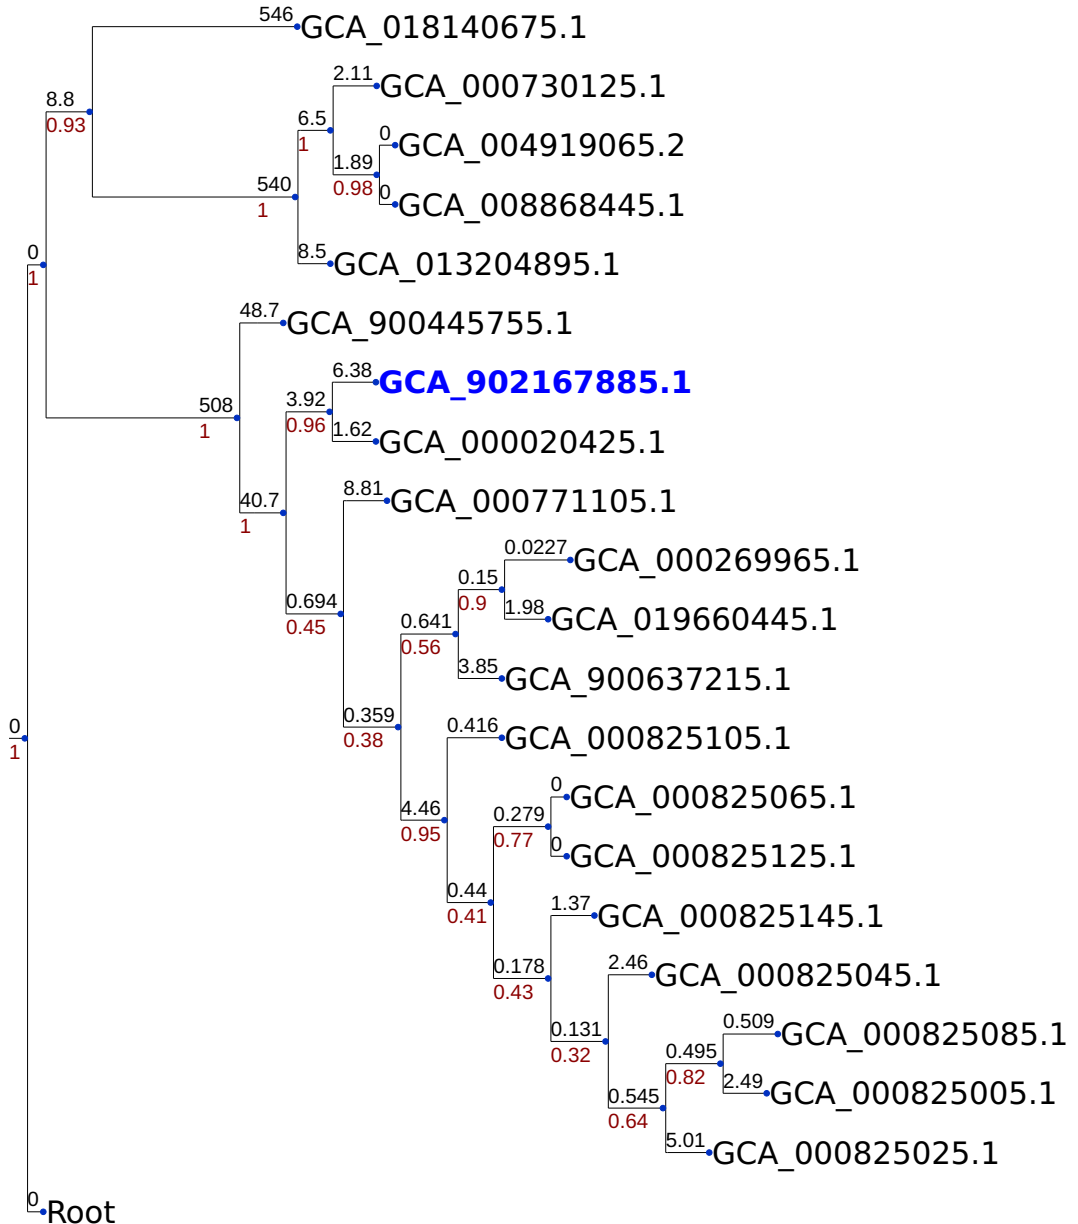 546
GCA_018140675.1
2.11
GCA_000730125.1
8.8
0.93
6.5
1
0
GCA_004919065.2
1.89
0.98
540
1
0
GCA_008868445.1
0
1
8.5
GCA_013204895.1
48.7
GCA_900445755.1
6.38
GCA_902167885.1
508
1
3.92
0.96
1.62
GCA_000020425.1
40.7
1
8.81
GCA_000771105.1
0.0227
GCA_000269965.1
0.15
0.9
0.694
0.45
1.98
GCA_019660445.1
0.641
0.56
3.85
GCA_900637215.1
0.359
0.38
0
1
0.416
GCA_000825105.1
0
GCA_000825065.1
4.46
0.95
0.279
0.77
0
GCA_000825125.1
0.44
0.41
1.37
GCA_000825145.1
0.178
0.43
2.46
GCA_000825045.1
0.131
0.32
0.509
GCA_000825085.1
0.495
0.82
2.49
GCA_000825005.1
0.545
0.64
5.01
GCA_000825025.1
0
Root